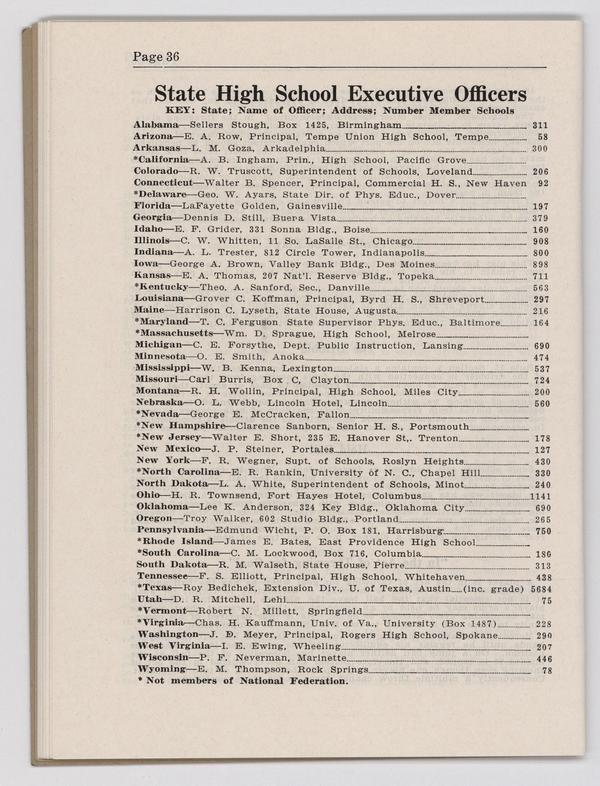 Page 36
State High School Executive Officers
KEY: State; Name of Officer; Address; Number Member Schools
Alabama—Sellers Stough, Box 1425, Birmingham 311
Arizona—E. A. Row, Principal, Tempe Union High School, Tempe 58
Arkansas—L. M. Goza, Arkadelphia 300
*California—A. B. Ingham, Prin., High School, Pacific Grove
Colorado—R. W. Truscott, Superintendent of Schools, Loveland 206
Connecticut—Walter B. Spencer, Principal, Commercial H. S., New Haven 92
*Delaware—Geo. W. Ayars, State Dir. of Phys. Educ., Dover
Florida—LaFayette Golden, Gainesville 197
Georgia—Dennis D. Still, Buena Vista 379
Idaho—E. F. Grider, 331 Sonna Bldg., Boise 160
Illinois—C. W. Whitten, 11 So. LaSalle St., Chicago 908
Indiana—A. L. Trester, 812 Circle Tower, Indianapolis 800
Iowa—George A. Brown, Valley Bank Bldg., Des Moines 898
Kansas—E. A. Thomas, 207 Nat'l. Reserve Bldg., Topeka 711
*Kentucky—Theo. A. Sanford, Sec., Danville 563
Louisiana—Grover C. Koffman, Principal, Byrd H. S., Shreveport 297
Maine—Harrison C. Lyseth, State House, Augusta 216
*Maryland—T. C. Ferguson State Supervisor Phys. Educ., Baltimore 164
*Massachusetts—Wm. D. Sprague, High School, Melrose
Michigan—C. E. Forsythe, Dept. Public Instruction, Lansing 690
Minnesota—O. E. Smith, Anoka 474
Mississippi—W. B. Kenna, Lexington 537
Missouri—Carl Burris, Box C, Clayton 724
Montana—R. H. Wollin, Principal, High School, Miles City 200
Nebraska—O. L. Webb, Lincoln Hotel, Lincoln 560
*Nevada—George E. McCracken, Fallon
*New Hampshire—Clarence Sanborn, Senior H. S., Portsmouth
*New Jersey—Walter E. Short, 235 E. Hanover St,. Trenton 178
New Mexico—J. P. Steiner, Portales 127
New York—F. R. Wegner, Supt. of Schools, Roslyn Heights 430
*North Carolina—E. R. Rankin, University of N. C., Chapel Hill 330
North Dakota—L. A. White, Superintendent of Schools, Minot 240
Ohio—H. R. Townsend, Fort Hayes Hotel, Columbus 1141
Oklahoma—Lee K. Anderson, 324 Key Bldg., Oklahoma City 690
Oregon—Troy Walker, 602 Studio Bldg., Portland 265
Pennsylvania—Edmund Wicht, P. O. Box 181, Harrisburg 750
*Rhode Island—James E. Bates, East Providence High School
*South Carolina—C. M. Lockwood, Box 716, Columbia 186
South Dakota—R. M. Walseth, State House, Pierre 313
Tennessee—F. S. Elliott, Principal, High School, Whitehaven 438
*Texas—Roy Bedichek, Extension Div., U. of Texas, Austin (inc. grade) 5684
Utah—D. R. Mitchell, Lehi 75
*Vermont—Robert N. Millett, Springfield
*Virginia—Chas. H. Kauffmann, Univ. of Va., University (Box 1487) 228
Washington—J. D. Meyer, Principal, Rogers High School, Spokane 290
West Virginia—I. E. Ewing, Wheeling 207
Wisconsin—P. F. Neverman, Marinette 446
Wyoming—E. M. Thompson, Rock Springs 78
* Not members of National Federation.